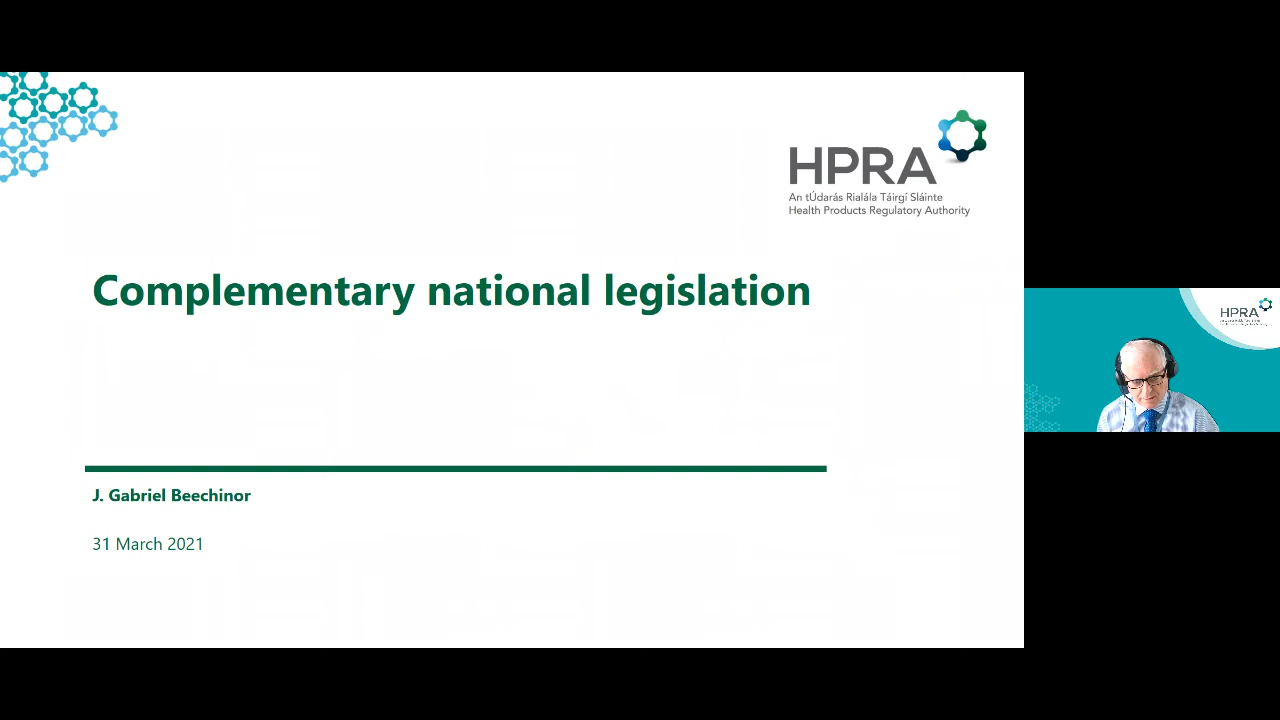 HPRA
An tÚdarás Rialála Táirgí Sláinte
Health Products Regulatory Authority
Complementary national legislation
J. Gabriel Beechinor
31 March 2021
HPRA